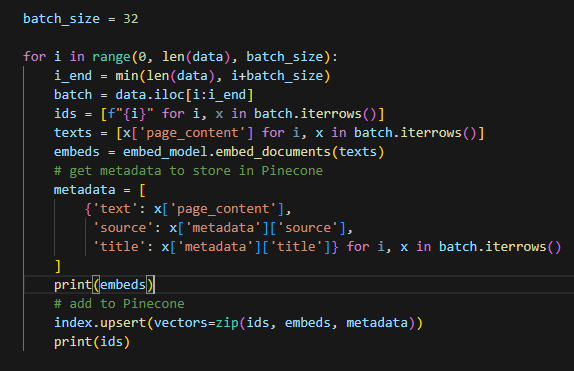 batch_size = 32
for i in range(0, len(data), batch_size):
i_end = min(len(data), i+batch_size)
batch = data.iloc[i:i_end]
ids = [f"{i}" for i, x in batch.iterrows()]
texts = [x['page_content'] for i, x in batch.iterrows()]
embeds = embed_model.embed_documents(texts)
# get metadata to store in Pinecone
metadata = [
{'text': x['page_content'],
'source': x['metadata']['source'],
'title': x['metadata']['title']} for i, x in batch.iterrows()
]
print(embeds)
# add to Pinecone
index.upsert(vectors=zip(ids, embeds, metadata))
print(ids)